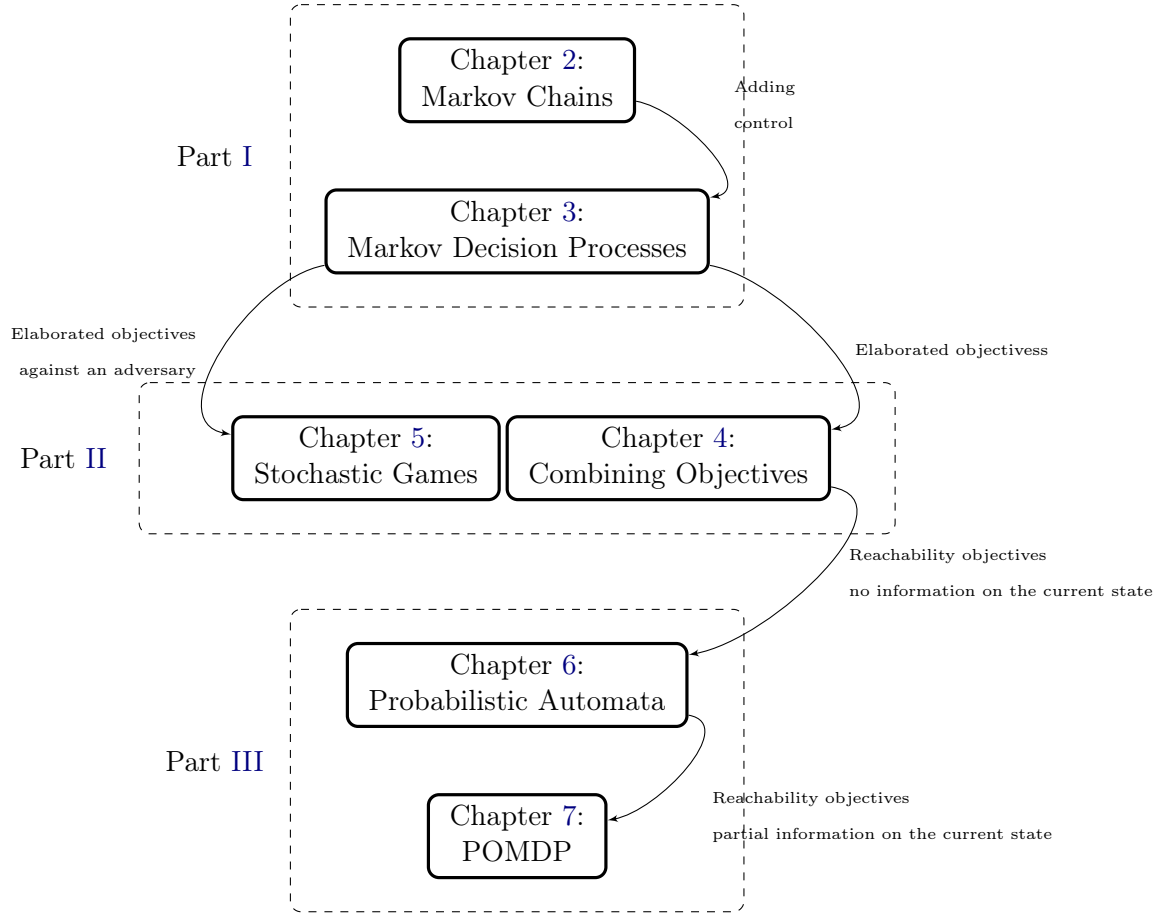 Chapter 2:
Markov Chains
Adding
control
Part I
Chapter 3:
Markov Decision Processes
Elaborated objectives
against an adversary
Elaborated objectivess
Part II
Chapter 5:
Stochastic Games
Chapter 4:
Combining Objectives
Reachability objectives
no information on the current state
Chapter 6:
Probabilistic Automata
Part III
Chapter 7:
POMDP
Reachability objectives
partial information on the current state